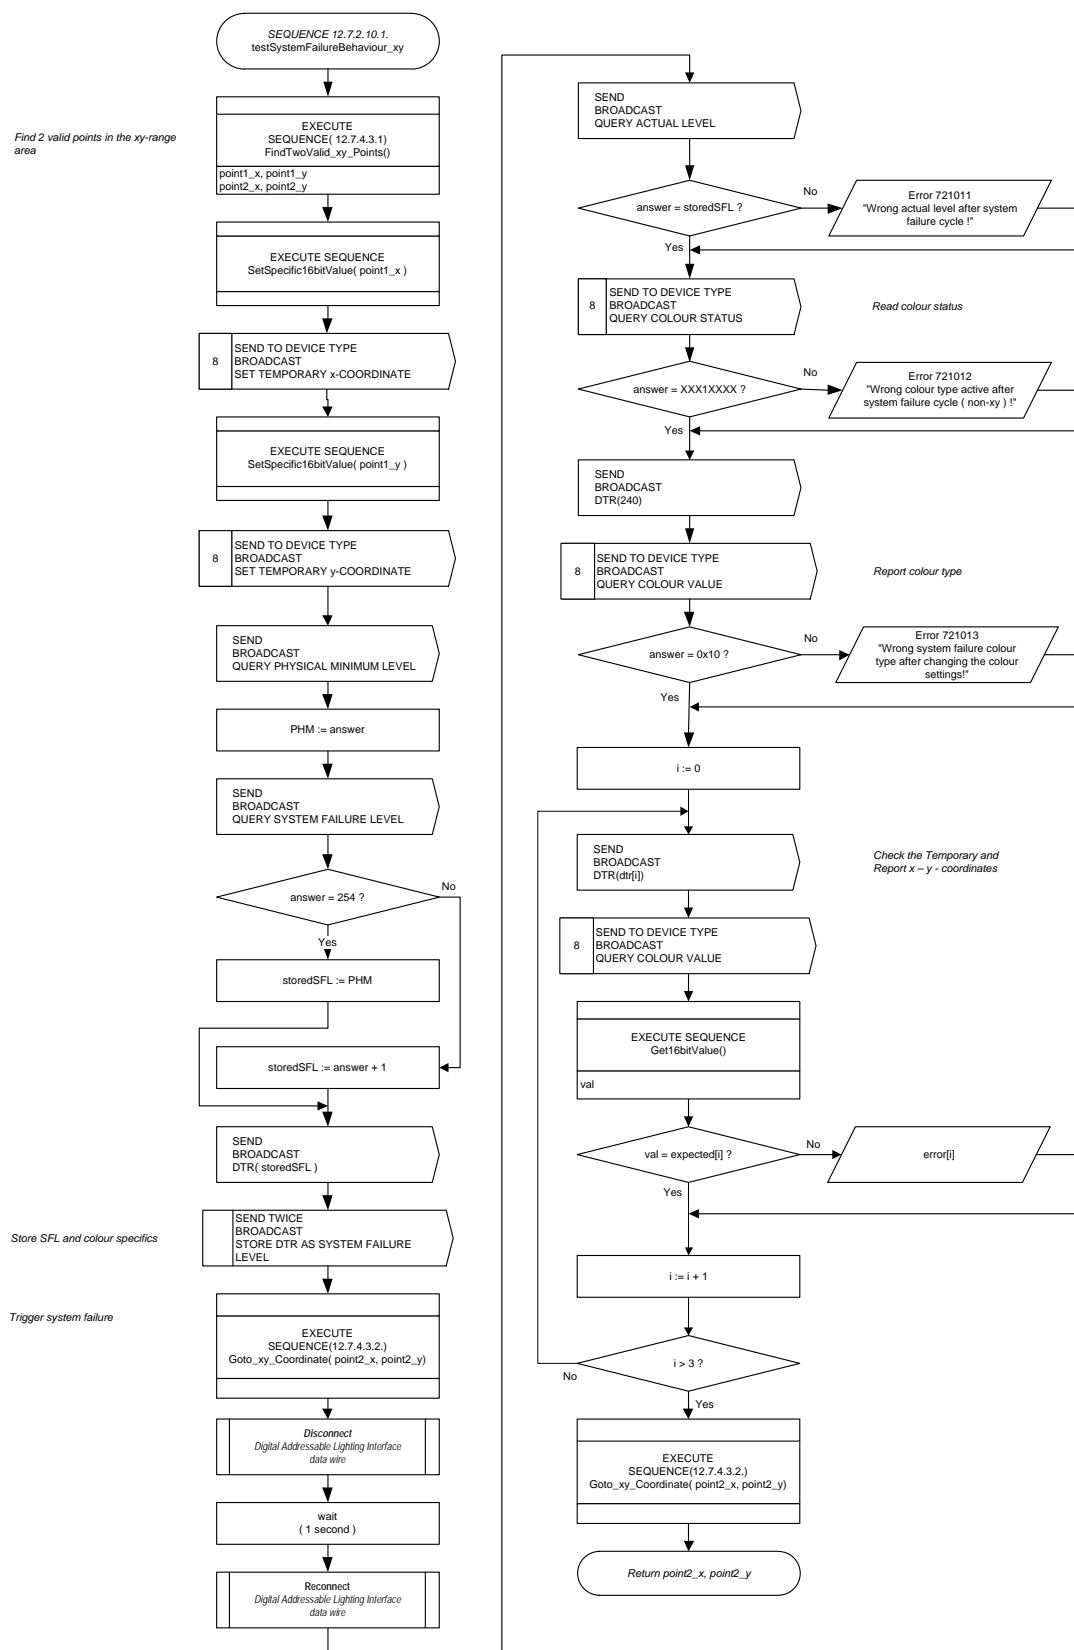 SEQUENCE 12.7.2.10.1.
testSystemFailureBehaviour_xy
Find 2 valid points in the xy-range
area
EXECUTE
SEQUENCE( 12.7.4.3.1)
FindTwoValid_xy_Points()
point1_x, point1_y
point2_x, point2_y
EXECUTE SEQUENCE
SetSpecific16bitValue( point1_x )
8
SEND TO DEVICE TYPE
BROADCAST
SET TEMPORARY x-COORDINATE
EXECUTE SEQUENCE
SetSpecific16bitValue( point1_y )
8
SEND TO DEVICE TYPE
BROADCAST
SET TEMPORARY y-COORDINATE
SEND
BROADCAST
QUERY PHYSICAL MINIMUM LEVEL
PHM := answer
SEND
BROADCAST
QUERY SYSTEM FAILURE LEVEL
answer = 254 ?
No
Yes
storedSFL := PHM
storedSFL := answer + 1
SEND
BROADCAST
DTR( storedSFL )
Store SFL and colour specifics
SEND TWICE
BROADCAST
STORE DTR AS SYSTEM FAILURE
LEVEL
Trigger system failure
EXECUTE
SEQUENCE(12.7.4.3.2.)
Goto_xy_Coordinate( point2_x, point2_y)
Disconnect
Digital Addressable Lighting Interface
data wire
wait
( 1 second )
Reconnect
Digital Addressable Lighting Interface
data wire
SEND
BROADCAST
QUERY ACTUAL LEVEL
answer = storedSFL ?
No
Error 721011
"Wrong actual level after system
failure cycle !"
Yes
8
SEND TO DEVICE TYPE
BROADCAST
QUERY COLOUR STATUS
Read colour status
answer = XXX1XXXX ?
No
Error 721012
"Wrong colour type active after
system failure cycle ( non-xy ) !"
Yes
SEND
BROADCAST
DTR(240)
8
SEND TO DEVICE TYPE
BROADCAST
QUERY COLOUR VALUE
Report colour type
answer = 0x10 ?
No
Error 721013
"Wrong system failure colour
type after changing the colour
settings!"
Yes
i := 0
SEND
BROADCAST
DTR(dtr[i])
Check the Temporary and
Report x – y - coordinates
8
SEND TO DEVICE TYPE
BROADCAST
QUERY COLOUR VALUE
EXECUTE SEQUENCE
Get16bitValue()
val
val = expected[i] ?
No
error[i]
Yes
i := i + 1
i > 3 ?
No
Yes
EXECUTE
SEQUENCE(12.7.4.3.2.)
Goto_xy_Coordinate( point2_x, point2_y)
Return point2_x, point2_y